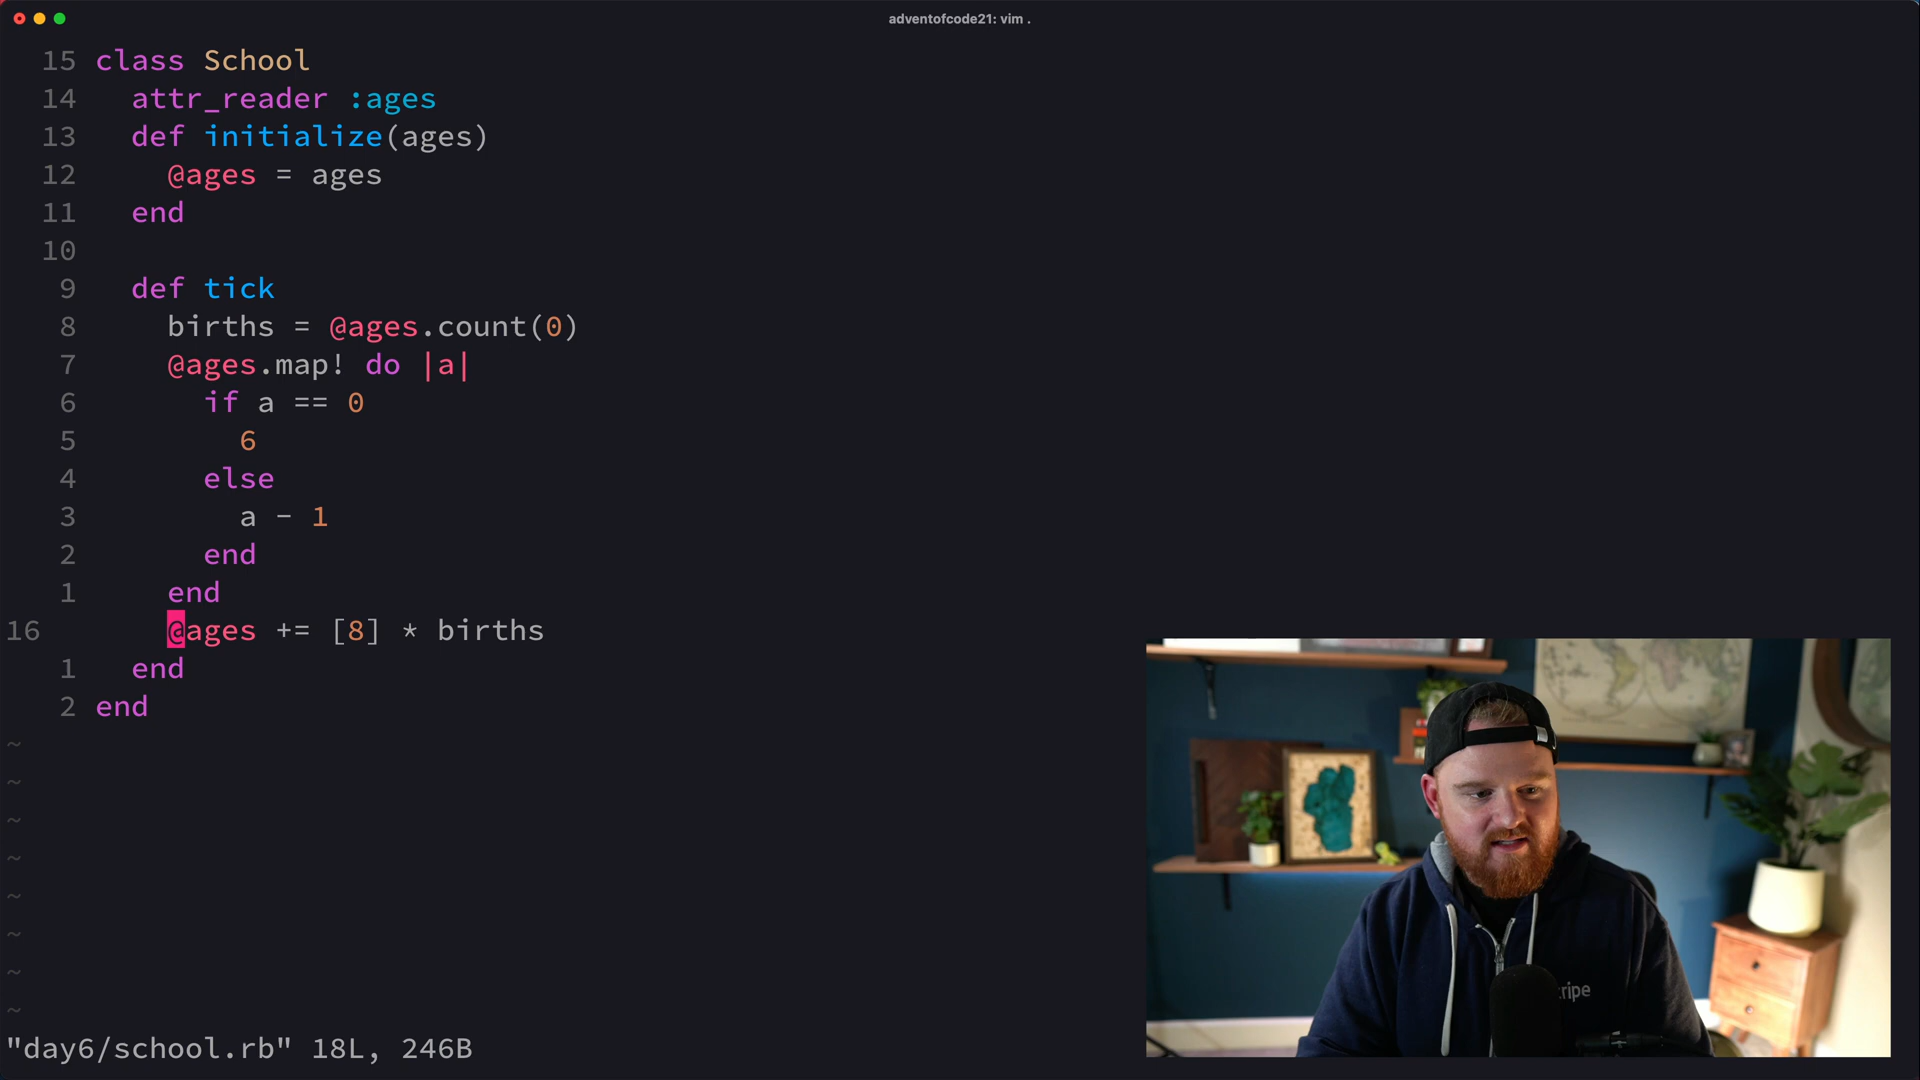 adventofcode21: vim .
15 class School
14 attr_reader :ages
13 def initialize(ages)
12 @ages = ages
11 end
10
9 def tick
8 births = @ages.count(0)
7 @ages.map! do |a|
6 if a == 0
5 6
4 else
3 a - 1
2 end
1 end
16 @ages += [8] * births
1 end
2 end
~
~
~
~
~
~
~
~
"day6/school.rb" 18L, 246B
tripe